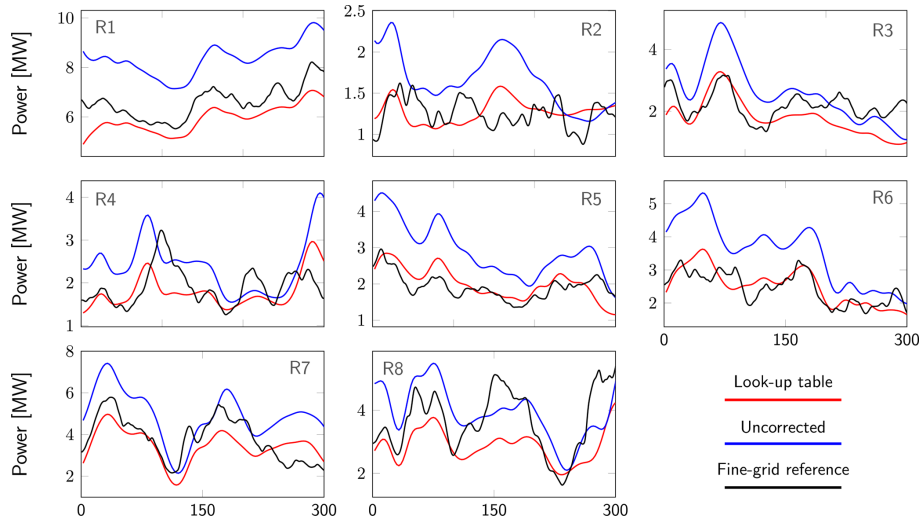 R1
Power [MW]
10
8
6
R2
2.5
2
1.5
1
R3
4
2
R4
Power [MW]
4
3
2
1
R5
4
3
2
1
R6
5
4
3
2
0
150
300
R7
Power [MW]
8
6
4
2
0
150
300
R8
4
2
0
150
300
Look-up table
Uncorrected
Fine-grid reference